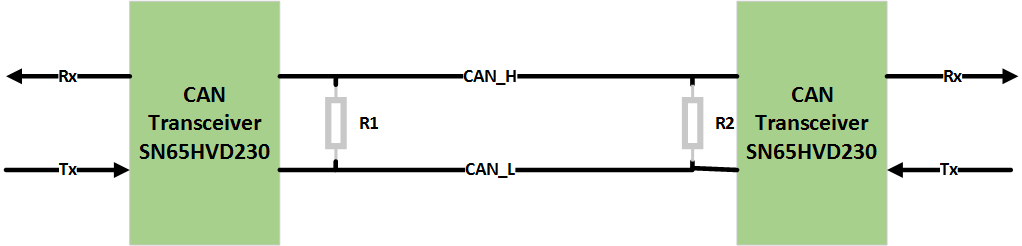 Rx
CAN
Transceiver
SN65HVD230
Tx
CAN_H
R1
R2
CAN_L
CAN
Transceiver
SN65HVD230
Rx
Tx